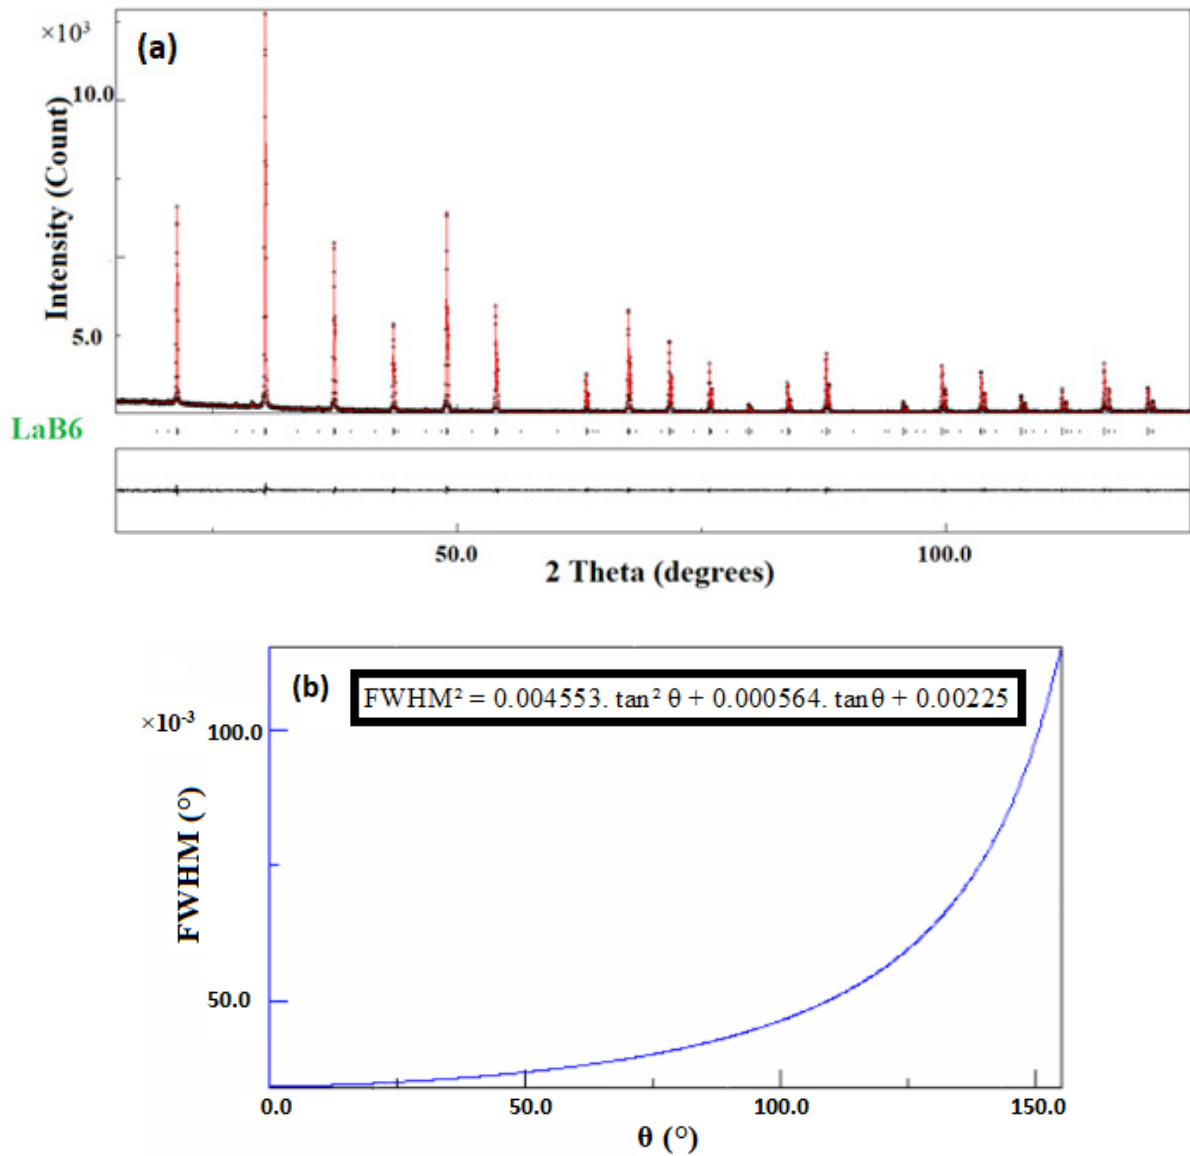 ×10³
(a)
10.0
Intensity (Count)
5.0
LaB6
50.0
100.0
2 Theta (degrees)
(b)
FWHM² = 0.004553. tan² θ + 0.000564. tanθ + 0.00225
×10⁻³
100.0
FWHM (°)
50.0
0.0
50.0
100.0
150.0
θ (°)